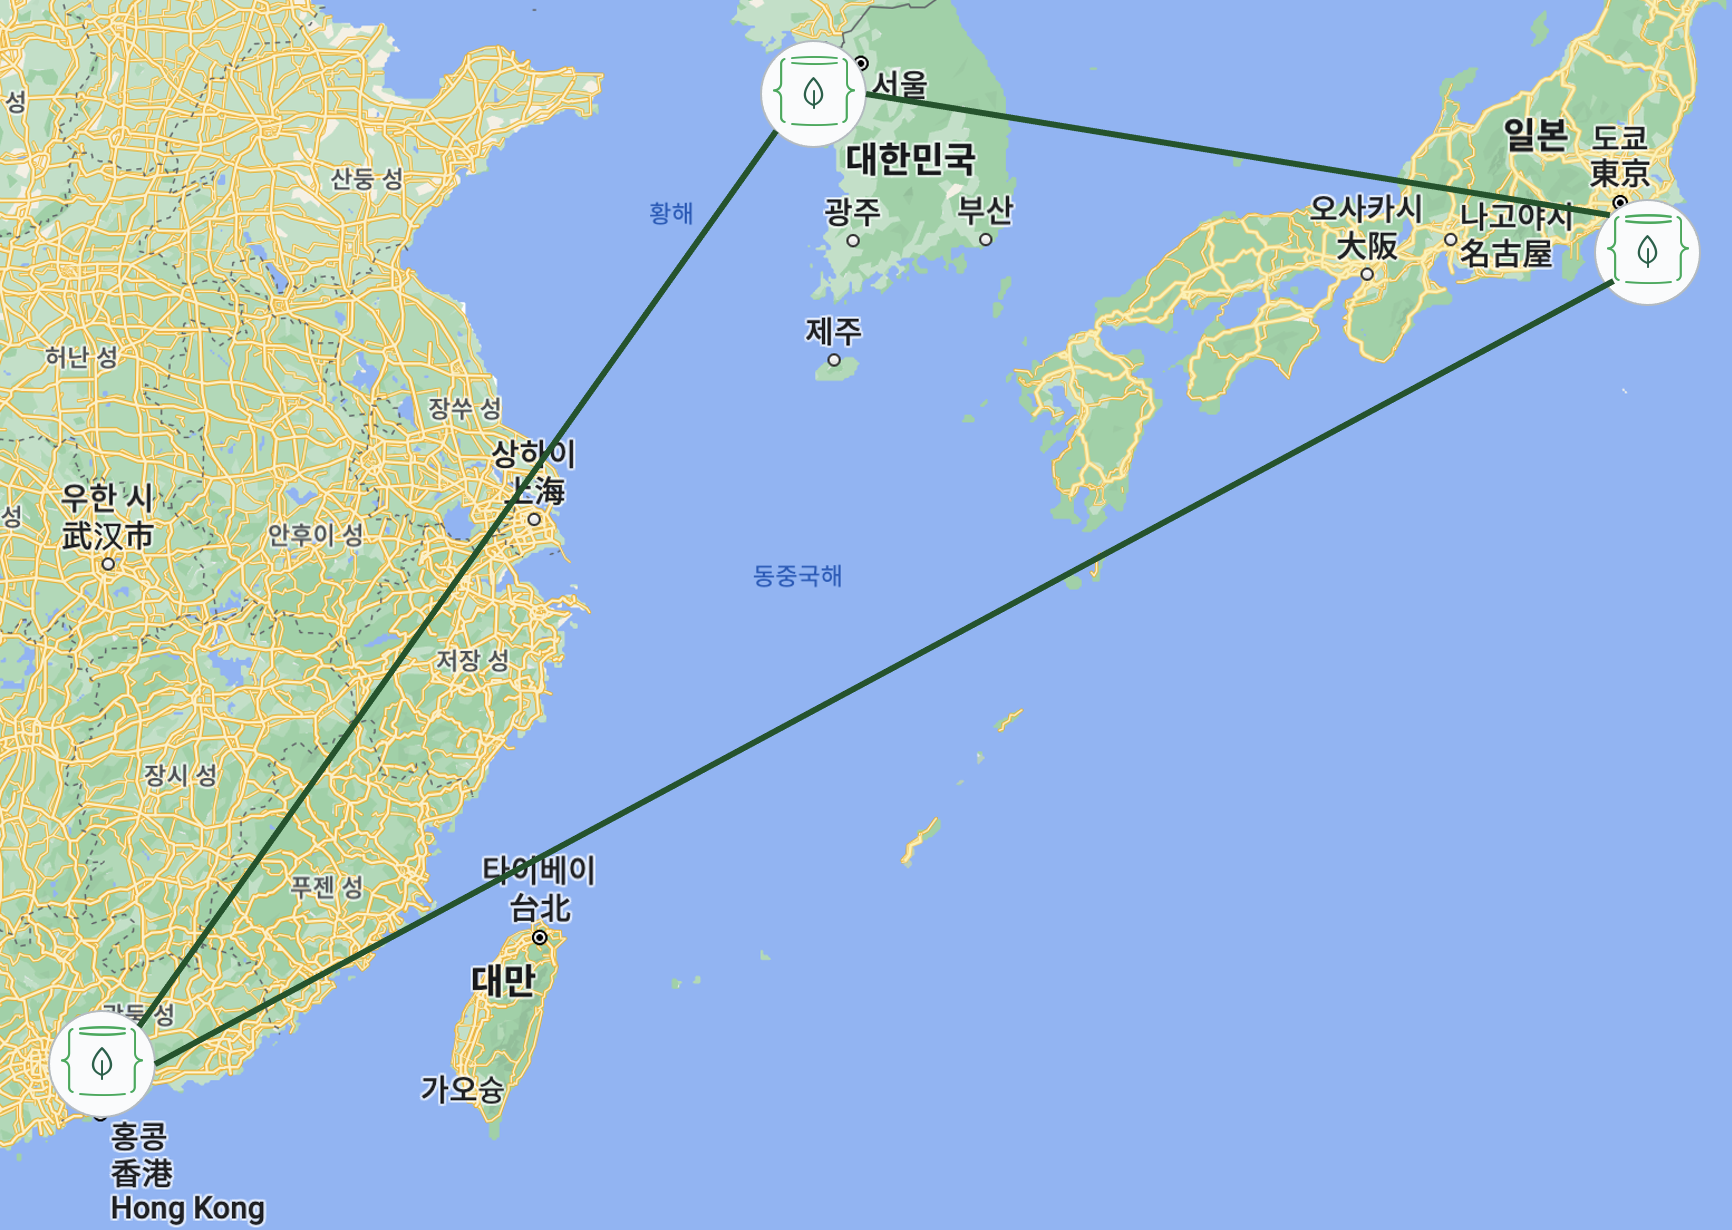 서울
성
대한민국
일본
도쿄
東京
산둥 성
황해
광주
부산
오사카시
大阪
나고야시
名古屋
제주
허난 성
장쑤 성
상하이
上海
우한 시
武汉市
성
안후이 성
동중국해
저장 성
장시 성
푸젠 성
타이베이
台北
대만
광둥 성
가오슝
홍콩
香港
Hong Kong